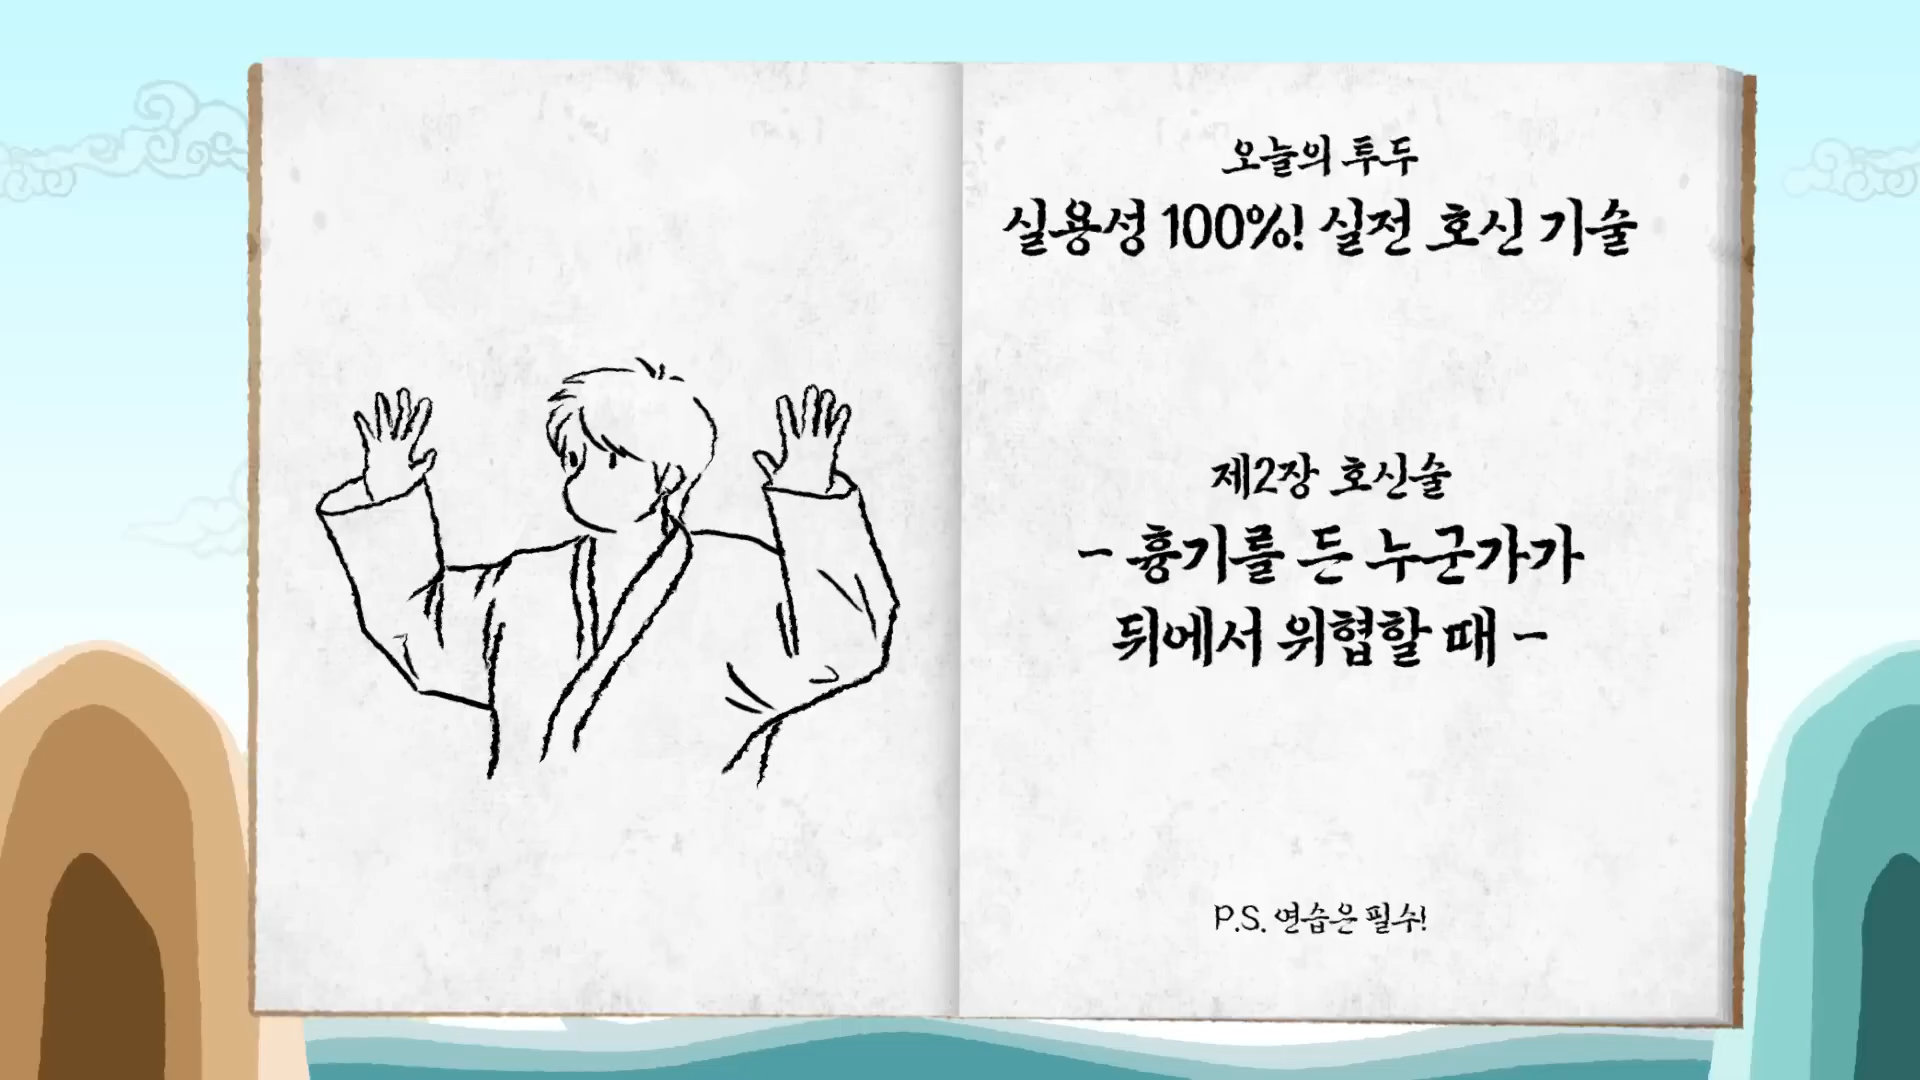 오늘의 투두
실용성 100%! 실전 호신 기술
제2장 호신술
- 흉기를 든 누군가가
뒤에서 위협할 때 -
P.S. 연습은 필수!